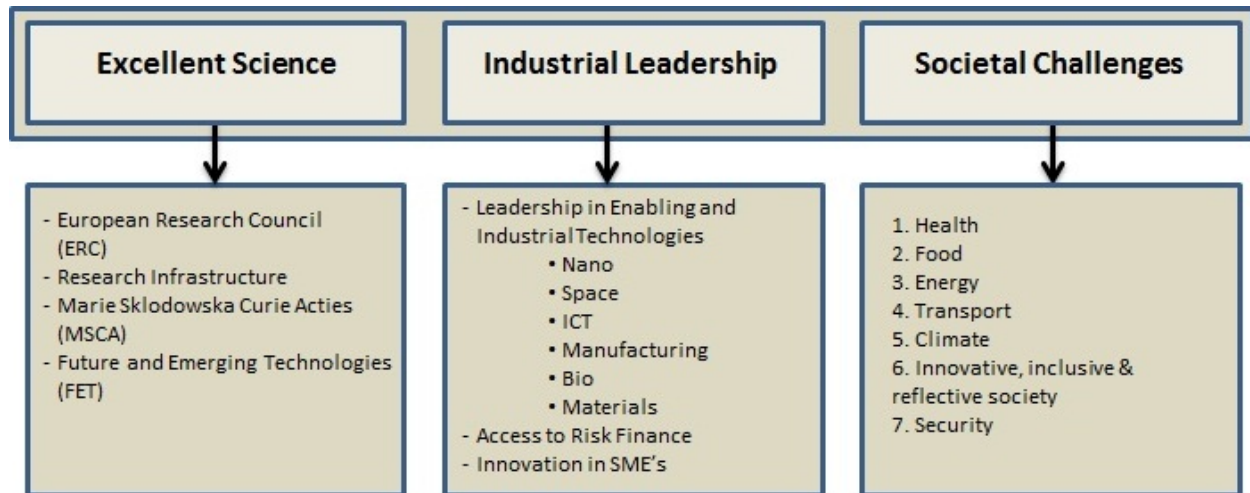 Excellent Science
Industrial Leadership
Societal Challenges
- European Research Council
(ERC)
- Research Infrastructure
- Marie Sklodowska Curie Acties
(MSCA)
- Future and Emerging Technologies
(FET)
- Leadership in Enabling and
Industrial Technologies
• Nano
• Space
• ICT
• Manufacturing
• Bio
• Materials
- Access to Risk Finance
- Innovation in SME's
1. Health
2. Food
3. Energy
4. Transport
5. Climate
6. Innovative, inclusive &
reflective society
7. Security